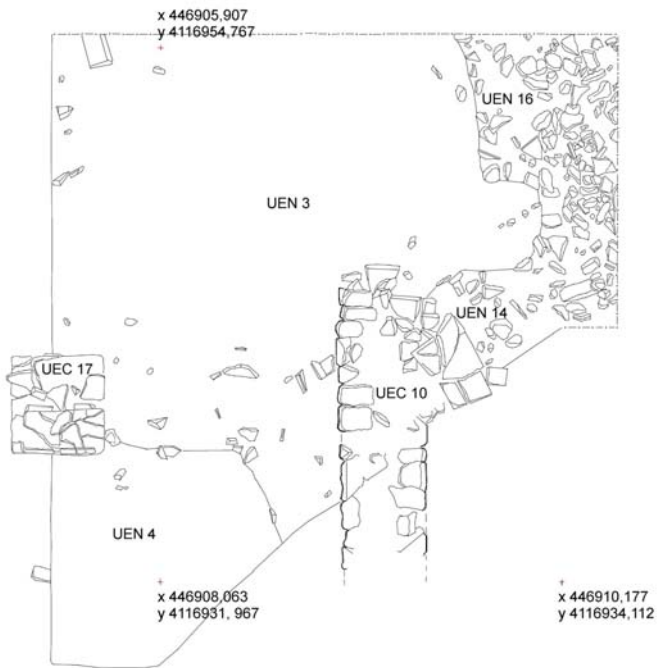 x 446905,907
y 4116954,767
UEN 16
UEN 3
UEN 14
UEC 17
UEC 10
UEN 4
x 446908,063
y 4116931, 967
x 446910,177
y 4116934,112